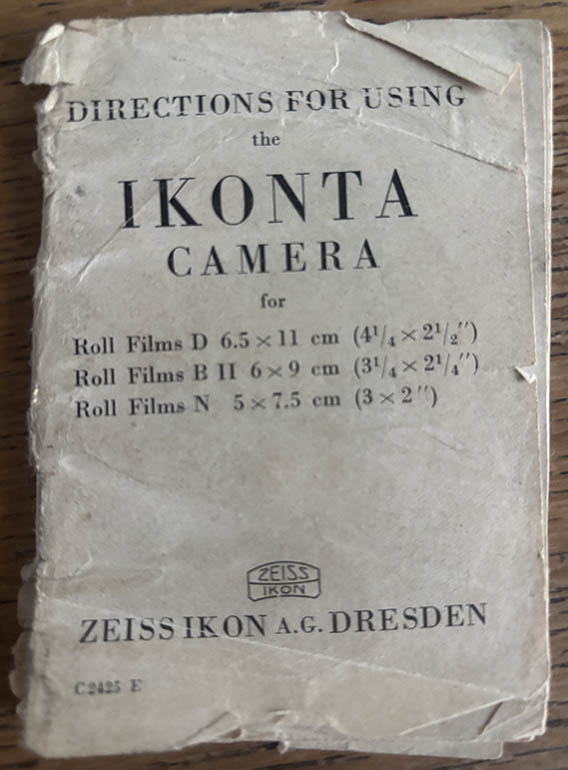 DIRECTIONS FOR USING
the
IKONTA
CAMERA
for
Roll Films D 6.5 × 11 cm (4¹/₄ × 2¹/₂″)
Roll Films B II 6 × 9 cm (3¹/₄ × 2¹/₄″)
Roll Films N 5 × 7.5 cm (3 × 2″)
ZEISS
IKON
ZEISS IKON A.G. DRESDEN
C 2425 E